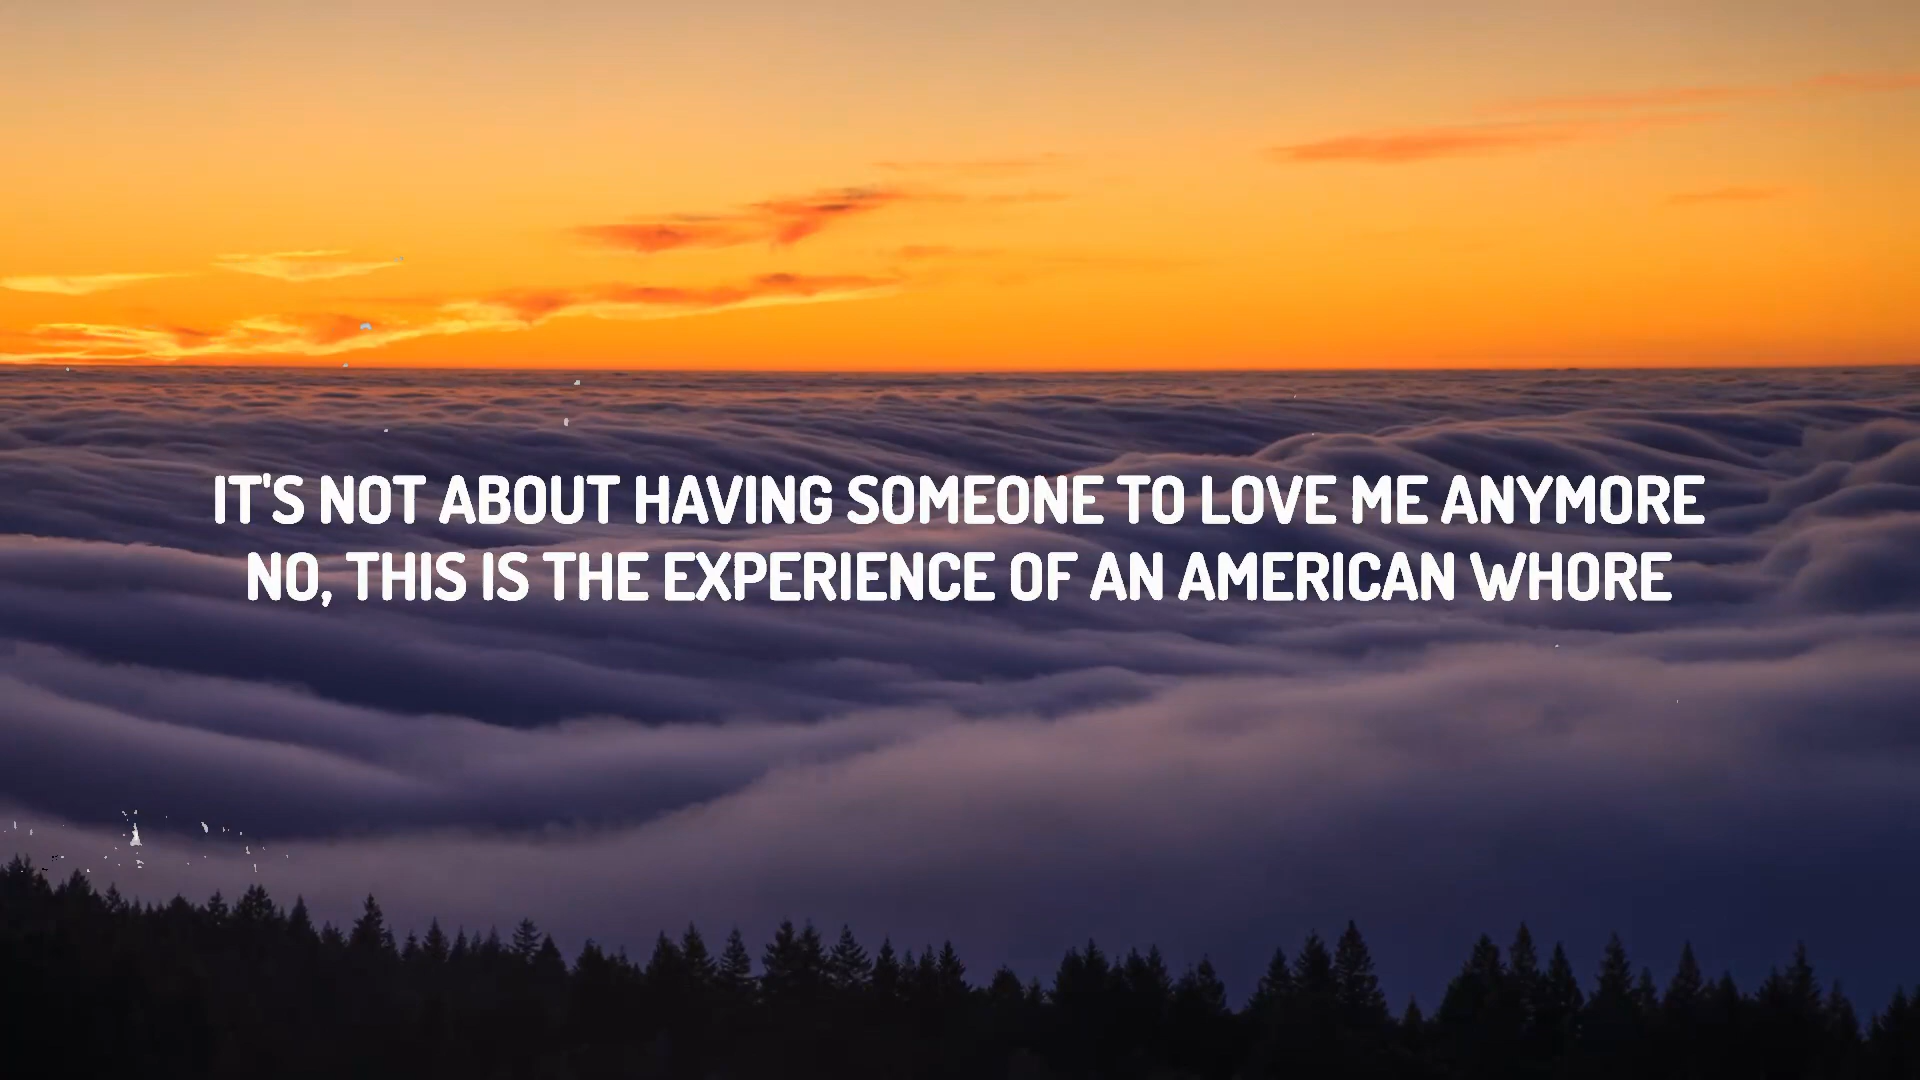 IT'S NOT ABOUT HAVING SOMEONE TO LOVE ME ANYMORE
NO, THIS IS THE EXPERIENCE OF AN AMERICAN WHORE